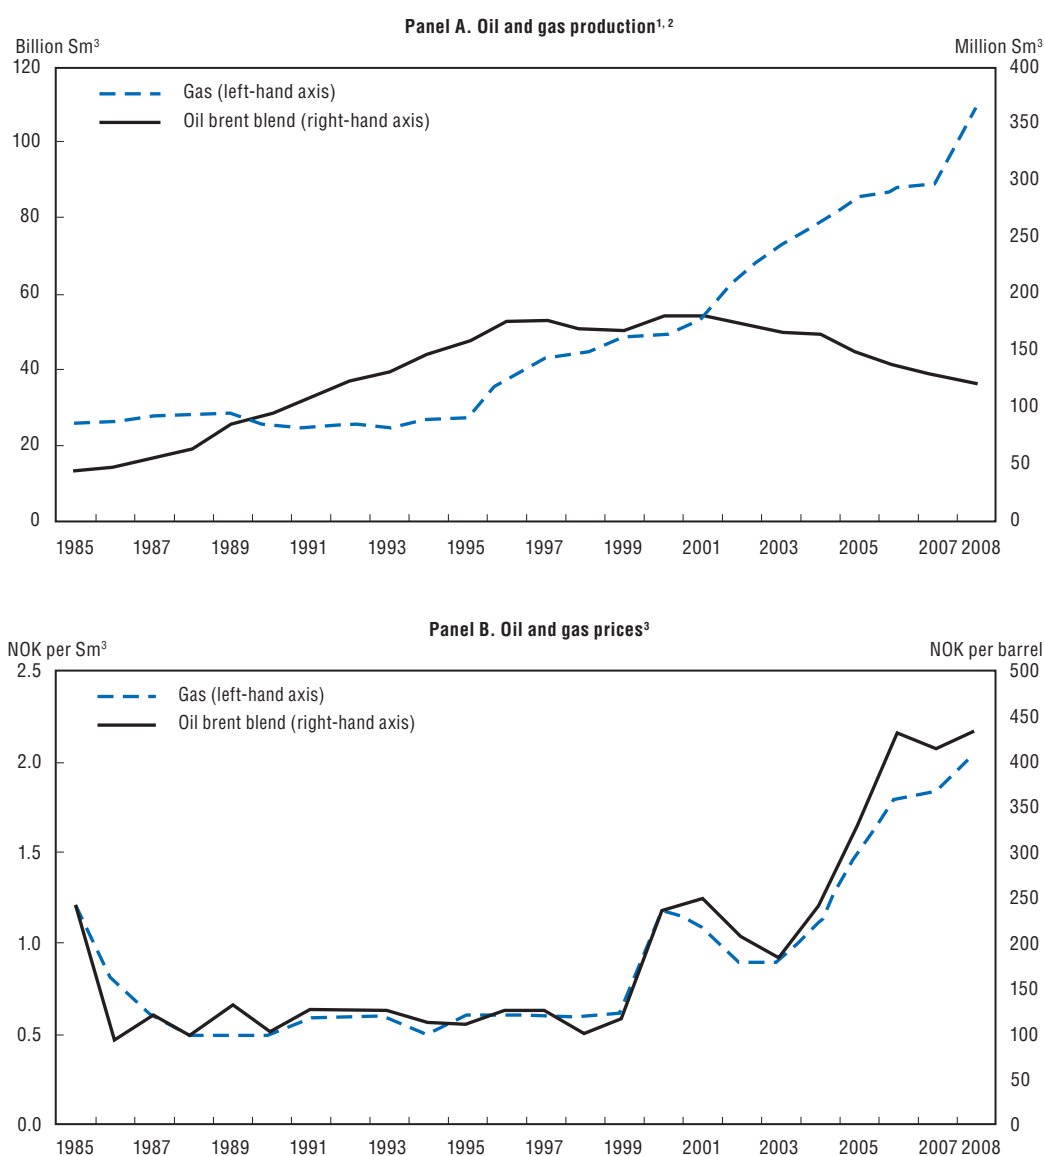 Panel A. Oil and gas production¹, ²
Billion Sm³ Million Sm³
120 400
Gas (left-hand axis)
Oil brent blend (right-hand axis)
350
100
300
80
250
60 200
150
40
100
20
50
0 0
1985 1987 1989 1991 1993 1995 1997 1999 2001 2003 2005 2007 2008
Panel B. Oil and gas prices³
NOK per Sm³ NOK per barrel
2.5 500
Gas (left-hand axis)
Oil brent blend (right-hand axis)
450
2.0 400
350
1.5 300
250
1.0 200
150
0.5 100
50
0.0 0
1985 1987 1989 1991 1993 1995 1997 1999 2001 2003 2005 2007 2008